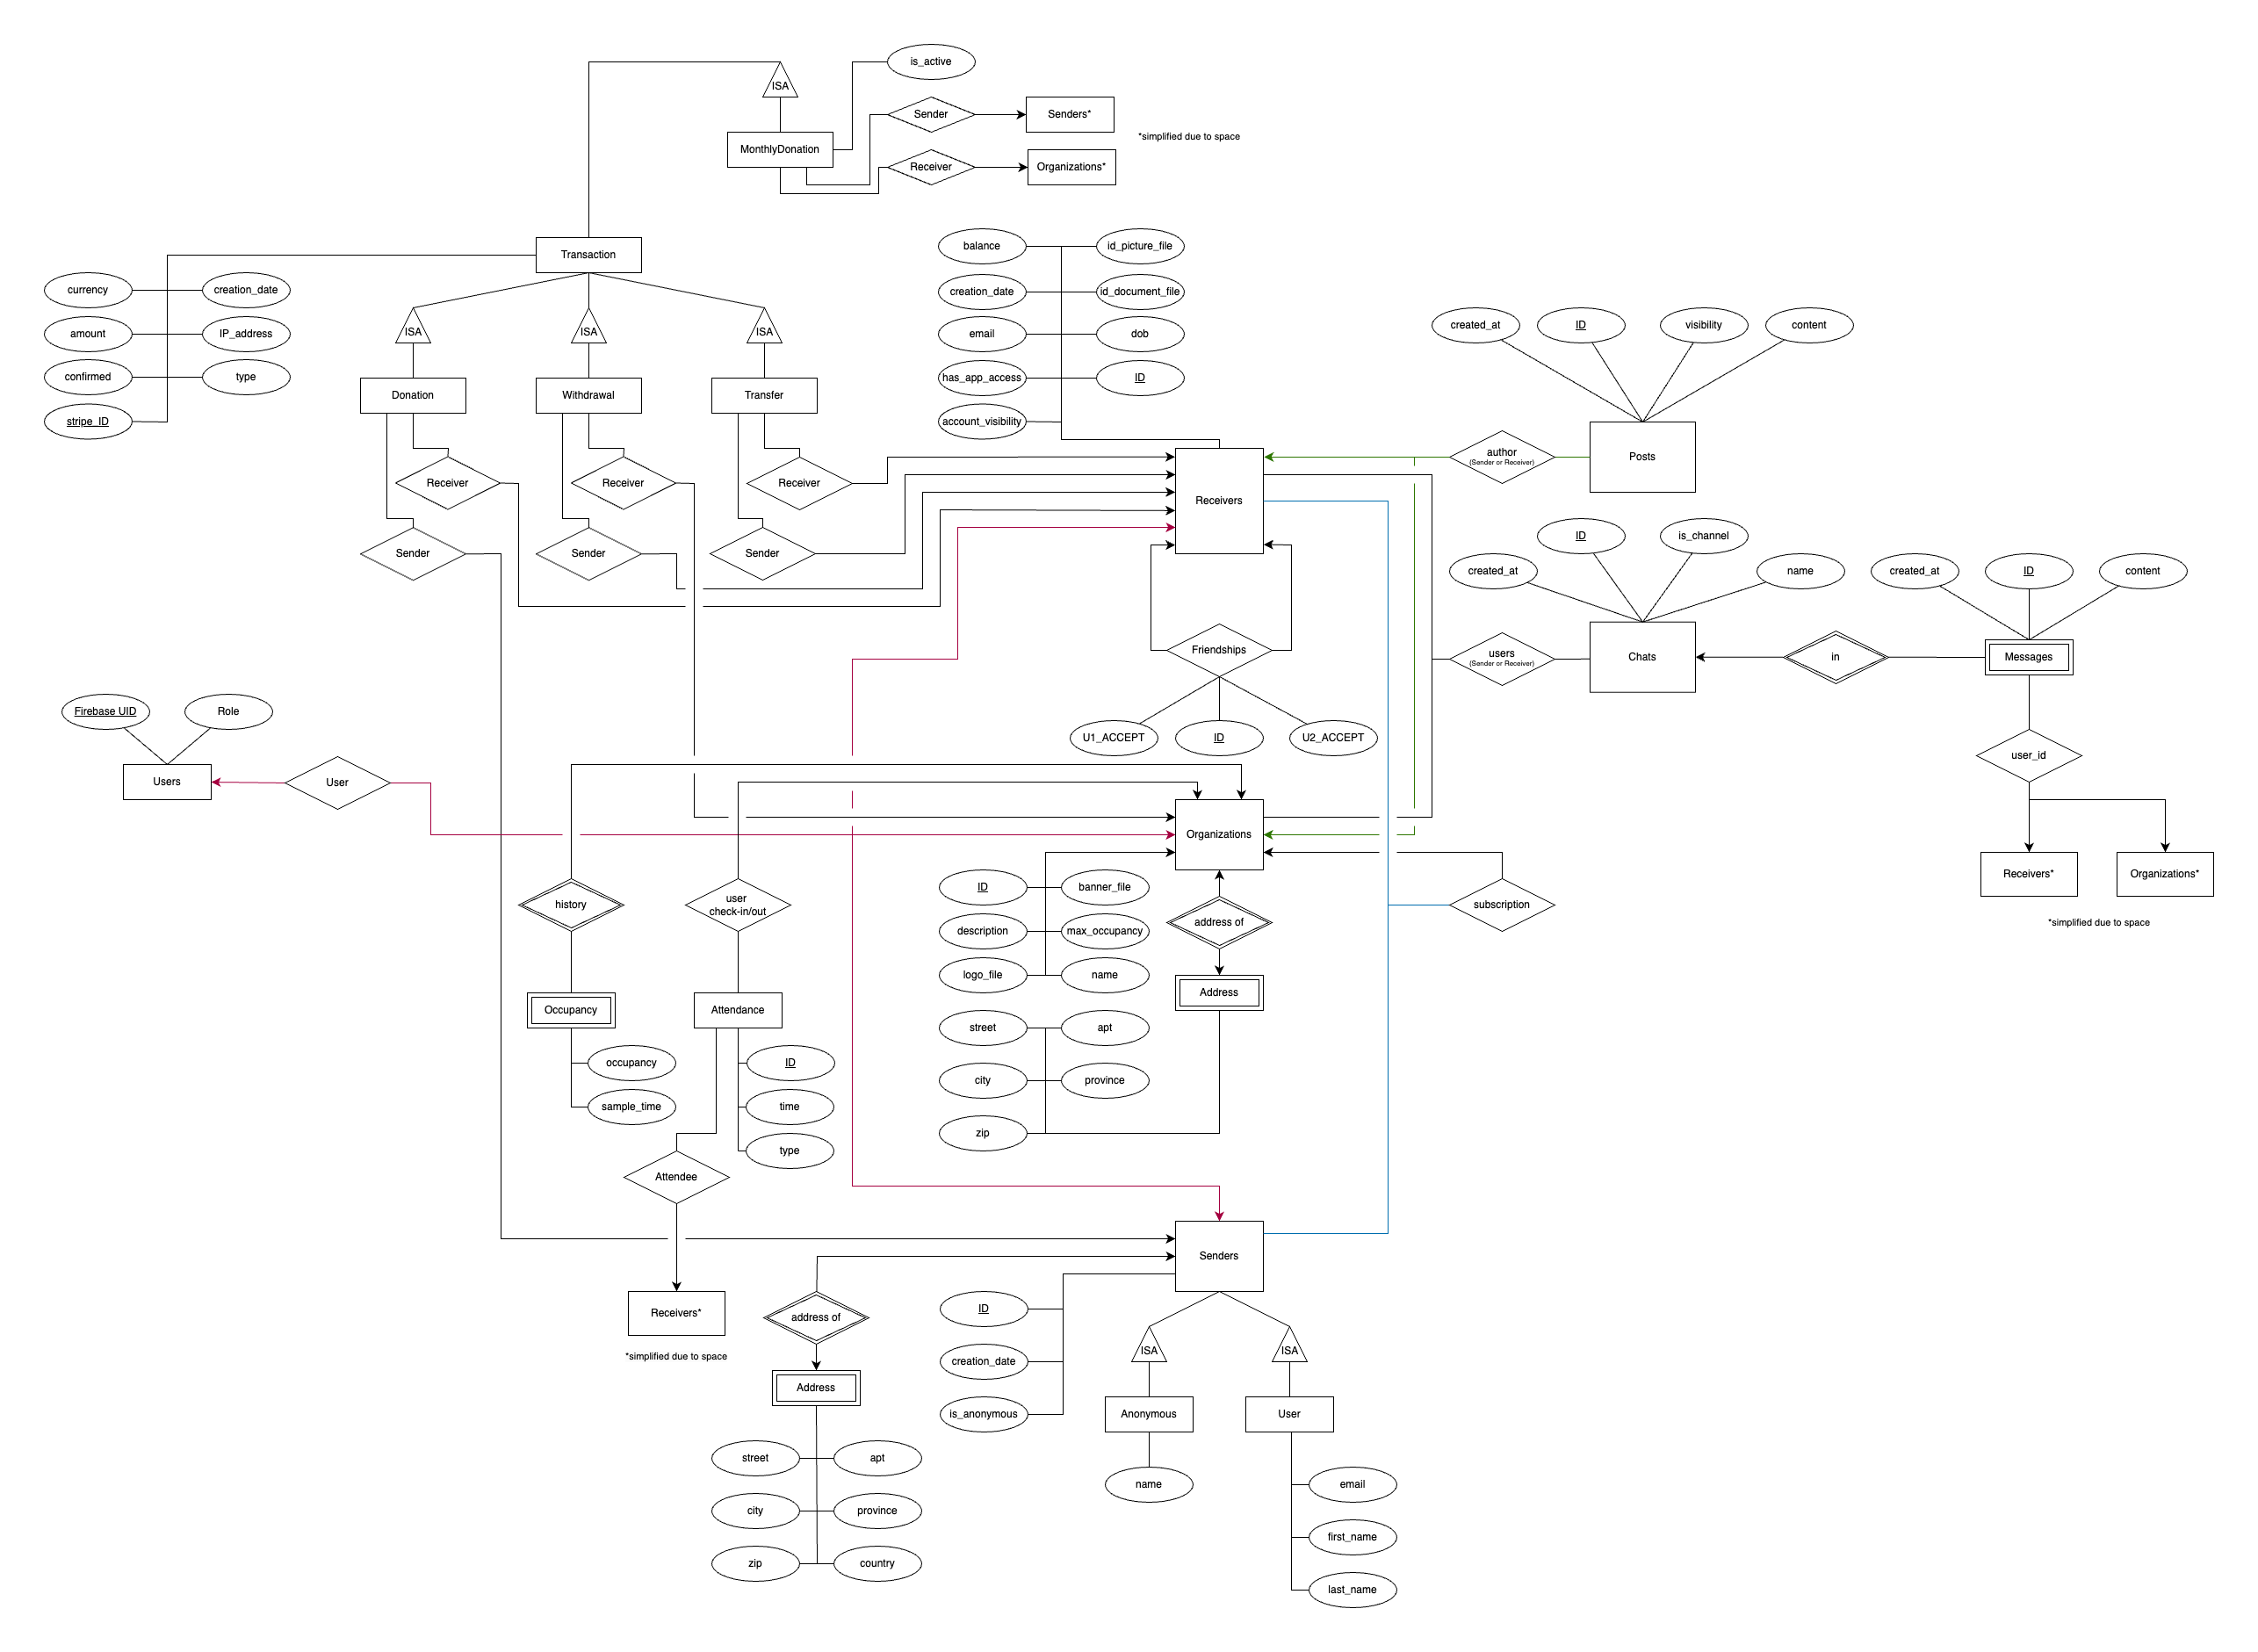 is_active
ISA
Sender
Senders*
*simplified due to space
MonthlyDonation
Receiver
Organizations*
Transaction
balance
id_picture_file
currency
creation_date
creation_date
id_document_file
amount
IP_address
ISA
ISA
ISA
email
dob
created_at
ID
visibility
content
confirmed
type
has_app_access
ID
Donation
Withdrawal
Transfer
stripe_ID
account_visibility
author
(Sender or Receiver)
Posts
Receiver
Receiver
Receiver
Receivers
Sender
Sender
Sender
ID
is_channel
created_at
name
created_at
ID
content
Friendships
users
(Sender or Receiver)
Chats
in
Messages
Firebase UID
Role
U1_ACCEPT
ID
U2_ACCEPT
user_id
Users
User
Organizations
Receivers*
Organizations*
*simplified due to space
history
user
check-in/out
ID
banner_file
subscription
description
max_occupancy
address of
logo_file
name
Address
Occupancy
Attendance
street
apt
occupancy
ID
city
province
sample_time
time
zip
type
Attendee
Senders
Receivers*
address of
ID
*simplified due to space
creation_date
ISA
ISA
Address
is_anonymous
Anonymous
User
street
apt
name
email
city
province
first_name
zip
country
last_name